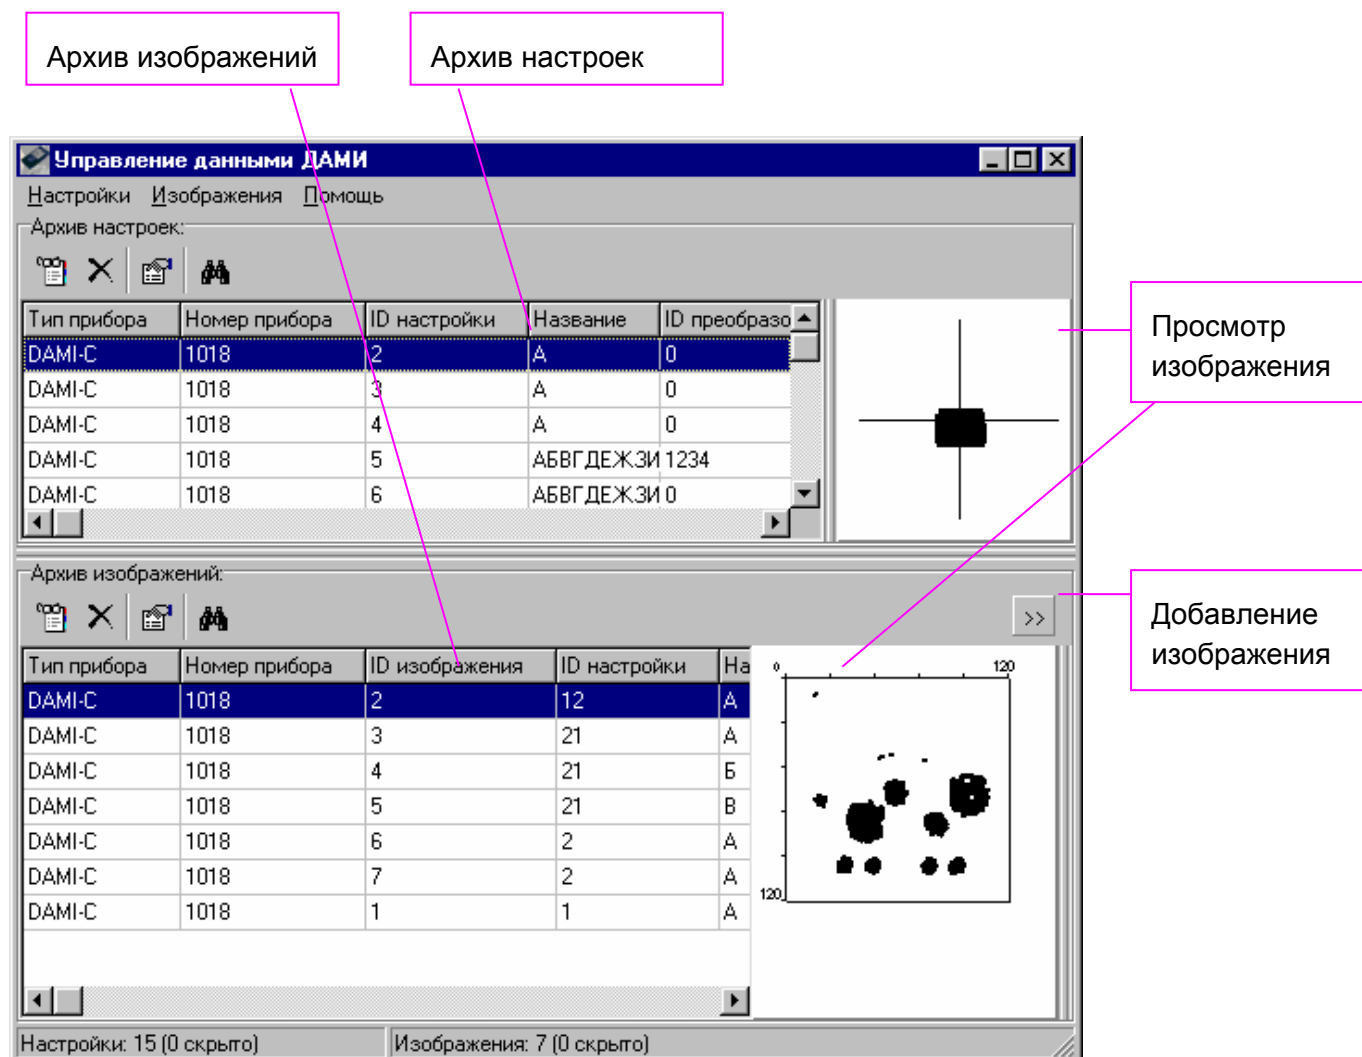 Архив изображений
Архив настроек
Управление данными ДАМИ
Настройки Изображения Помощь
Архив настроек:
Тип прибора Номер прибора ID настройки Название ID преобразо
DAMI-C 1018 2 А 0
DAMI-C 1018 3 А 0
DAMI-C 1018 4 А 0
DAMI-C 1018 5 АБВГДЕЖЗИ 1234
DAMI-C 1018 6 АБВГДЕЖЗИ 0
Просмотр
изображения
Архив изображений:
>>
Добавление
изображения
Тип прибора Номер прибора ID изображения ID настройки На
DAMI-C 1018 2 12 А
DAMI-C 1018 3 21 А
DAMI-C 1018 4 21 Б
DAMI-C 1018 5 21 В
DAMI-C 1018 6 2 А
DAMI-C 1018 7 2 А
DAMI-C 1018 1 1 А
0 120
120
Настройки: 15 (0 скрыто) Изображения: 7 (0 скрыто)